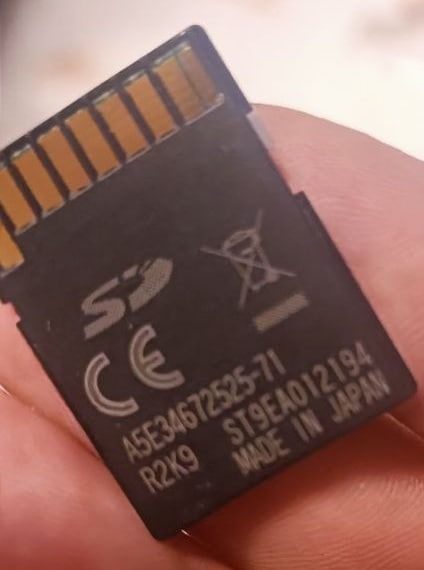 SD
CE
A5E34672525-71
R2K9 ST9EA012194
MADE IN JAPAN